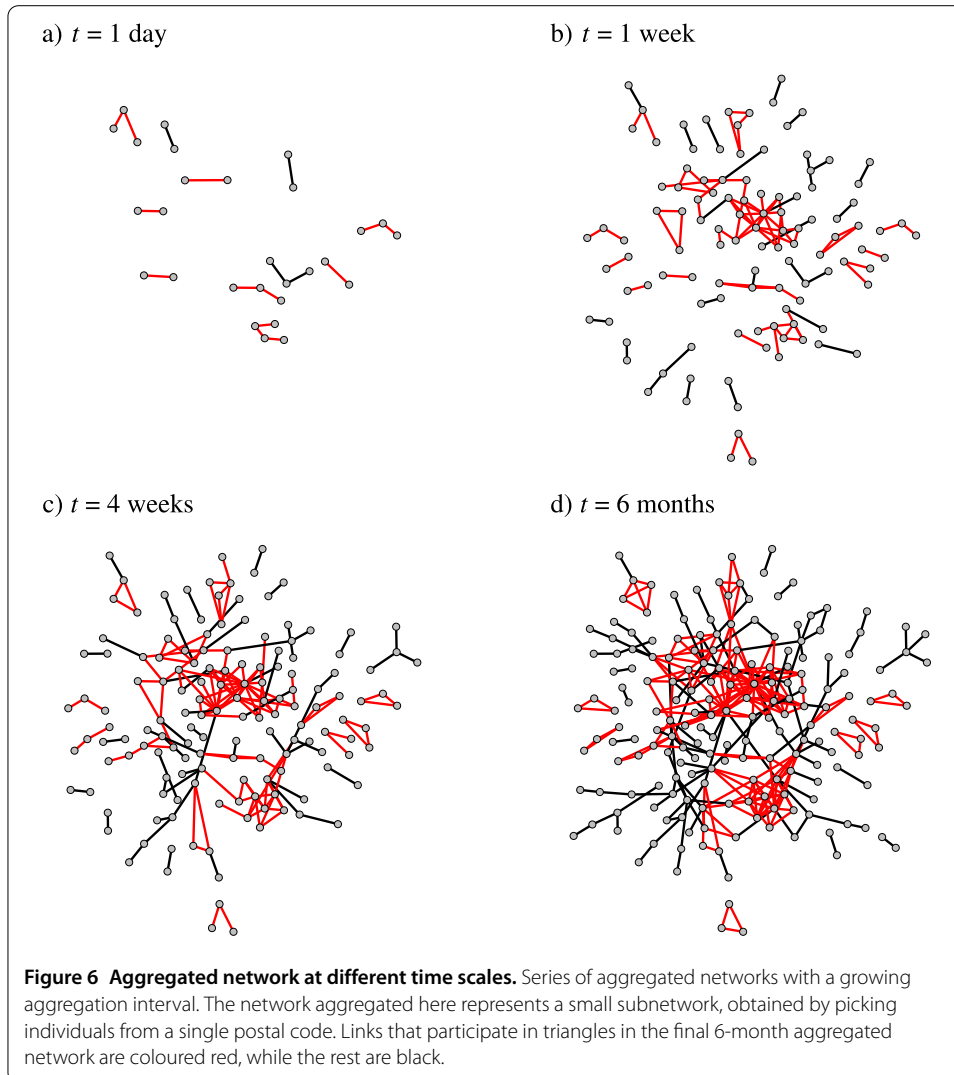 a) t = 1 day
b) t = 1 week
c) t = 4 weeks
d) t = 6 months
Figure 6 Aggregated network at different time scales. Series of aggregated networks with a growing
aggregation interval. The network aggregated here represents a small subnetwork, obtained by picking
individuals from a single postal code. Links that participate in triangles in the final 6-month aggregated
network are coloured red, while the rest are black.